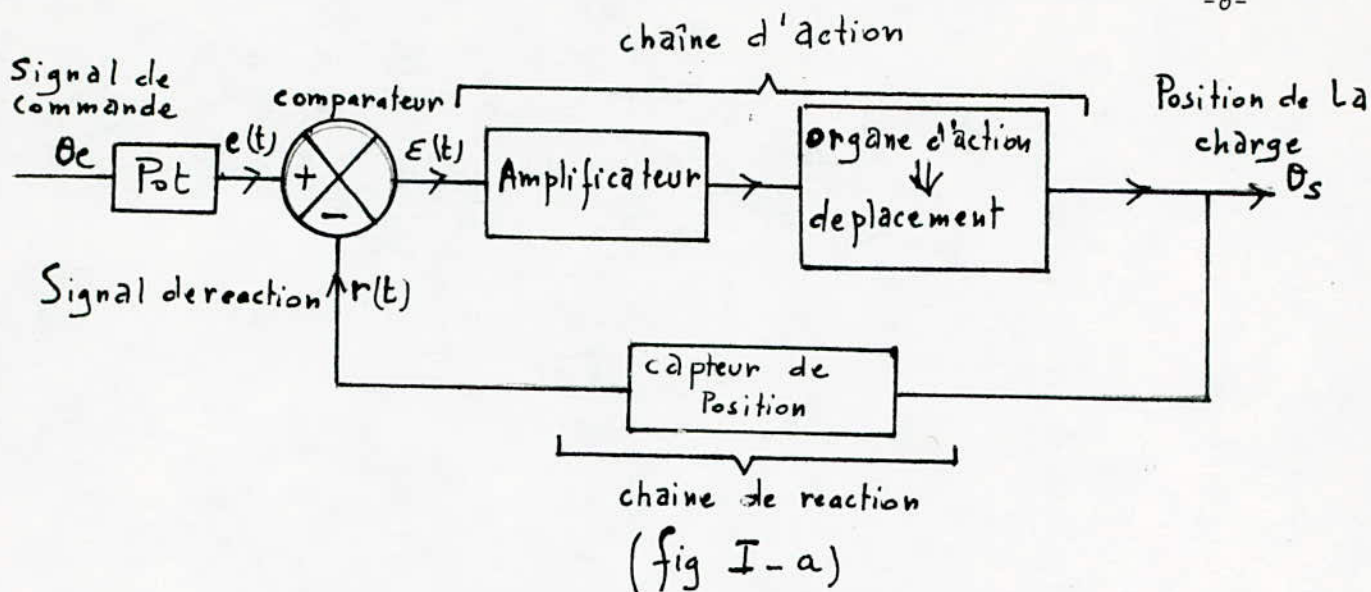 -8-
chaîne d'action
Signal de
commande
θe
Pot
e(t)
comparateur
+
-
ε(t)
Amplificateur
organe d'action
⇓
deplacement
Position de La
charge
θs
Signal de reaction
r(t)
capteur de
Position
chaine de reaction
(fig I-a)